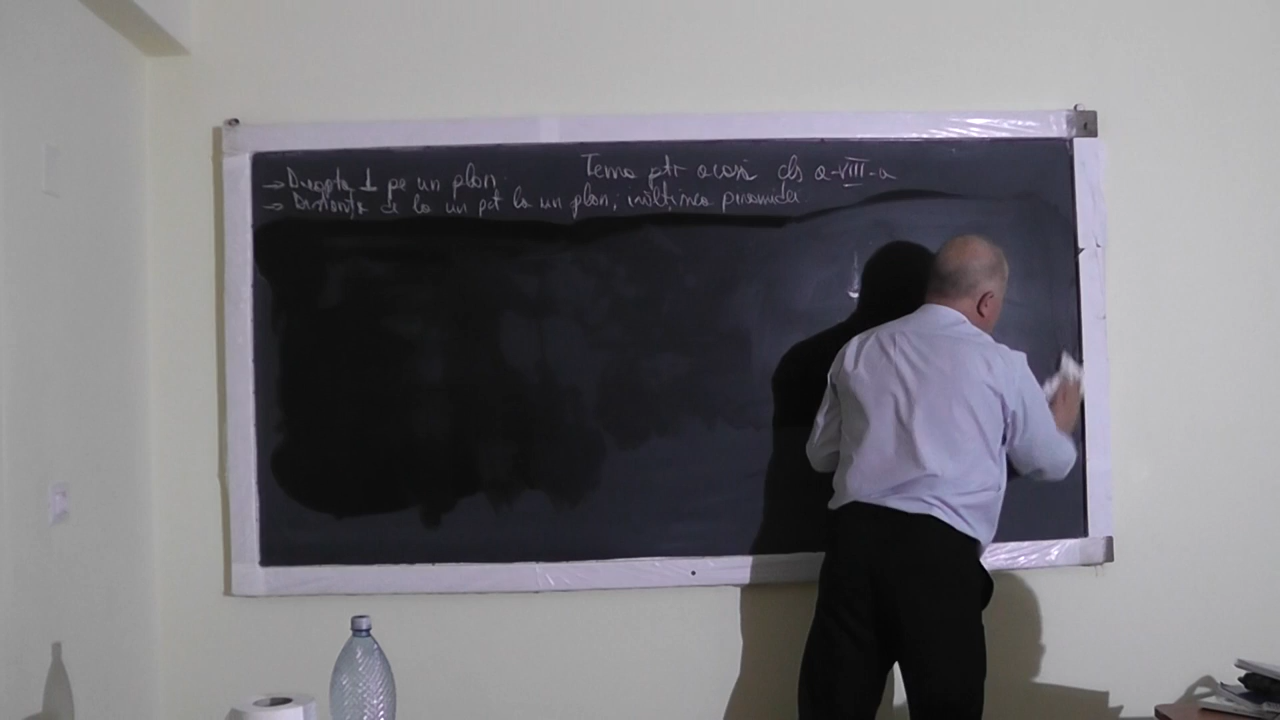 Tema ptr acasă cls a-VIII-a
→ Dreapta ⊥ pe un plan
→ Distanța de la un pct la un plan; înălțimea piramidei